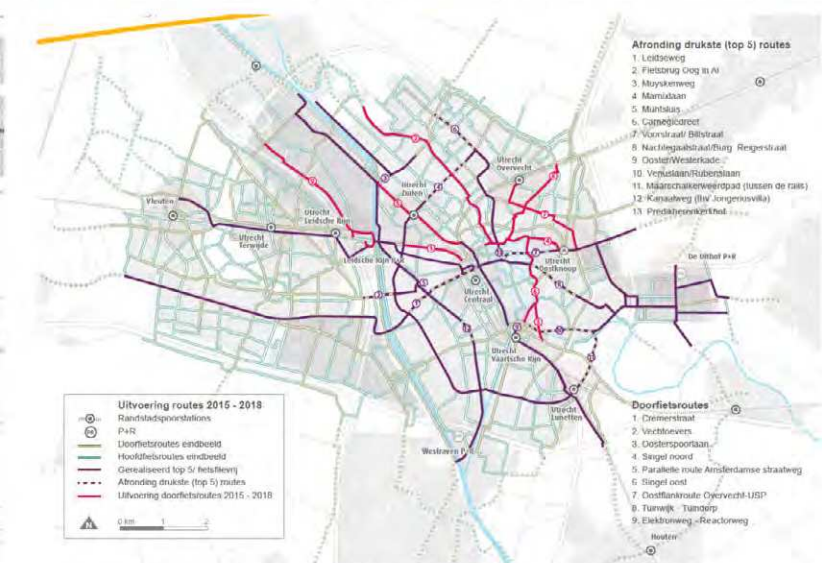 Afronding drukste (top 5) routes
1. Leidseweg
2. Fietsbrug Oog in Al
3. Muyskenweg
4. Marnixlaan
5. Muntsluis
6. Carnegiedreef
7. Voorstraat/ Biltstraat
8. Nachtegaalstraat/Burg. Reigerstraat
9. Ooster/Westerkade
10. Venuslaan/Rubenslaan
11. Maarschalkerweerdpad (tussen de rails)
12. Kanaalweg (thv Jongeriusvilla)
13. Predikherenkerkhof
Utrecht Overvecht
Utrecht Zuilen
Vleuten
Utrecht Terwijde
Utrecht Leidsche Rijn
Utrecht Oostknoop
De Uithof P+R
Utrecht Centraal
Utrecht Vaartsche Rijn
Utrecht Lunetten
Westraven P+R
Houten
Uitvoering routes 2015 - 2018
Randstadspoorstations
P+R
Doorfietsroutes eindbeeld
Hoofdfietsroutes eindbeeld
Gerealiseerd top 5/ fietsflenj
Afronding drukste (top 5) routes
Uitvoering doorfietsroutes 2015 - 2018
N
0 km 1 2
Doorfietsroutes
1. Cremerstraat
2. Vechtoevers
3. Oosterspoorlaan
4. Singel noord
5. Parallelle route Amsterdamse straatweg
6. Singel oost
7. Oostflankroute Overvecht-USP
8. Tuinwijk - Tuindorp
9. Elektronweg - Reactorweg